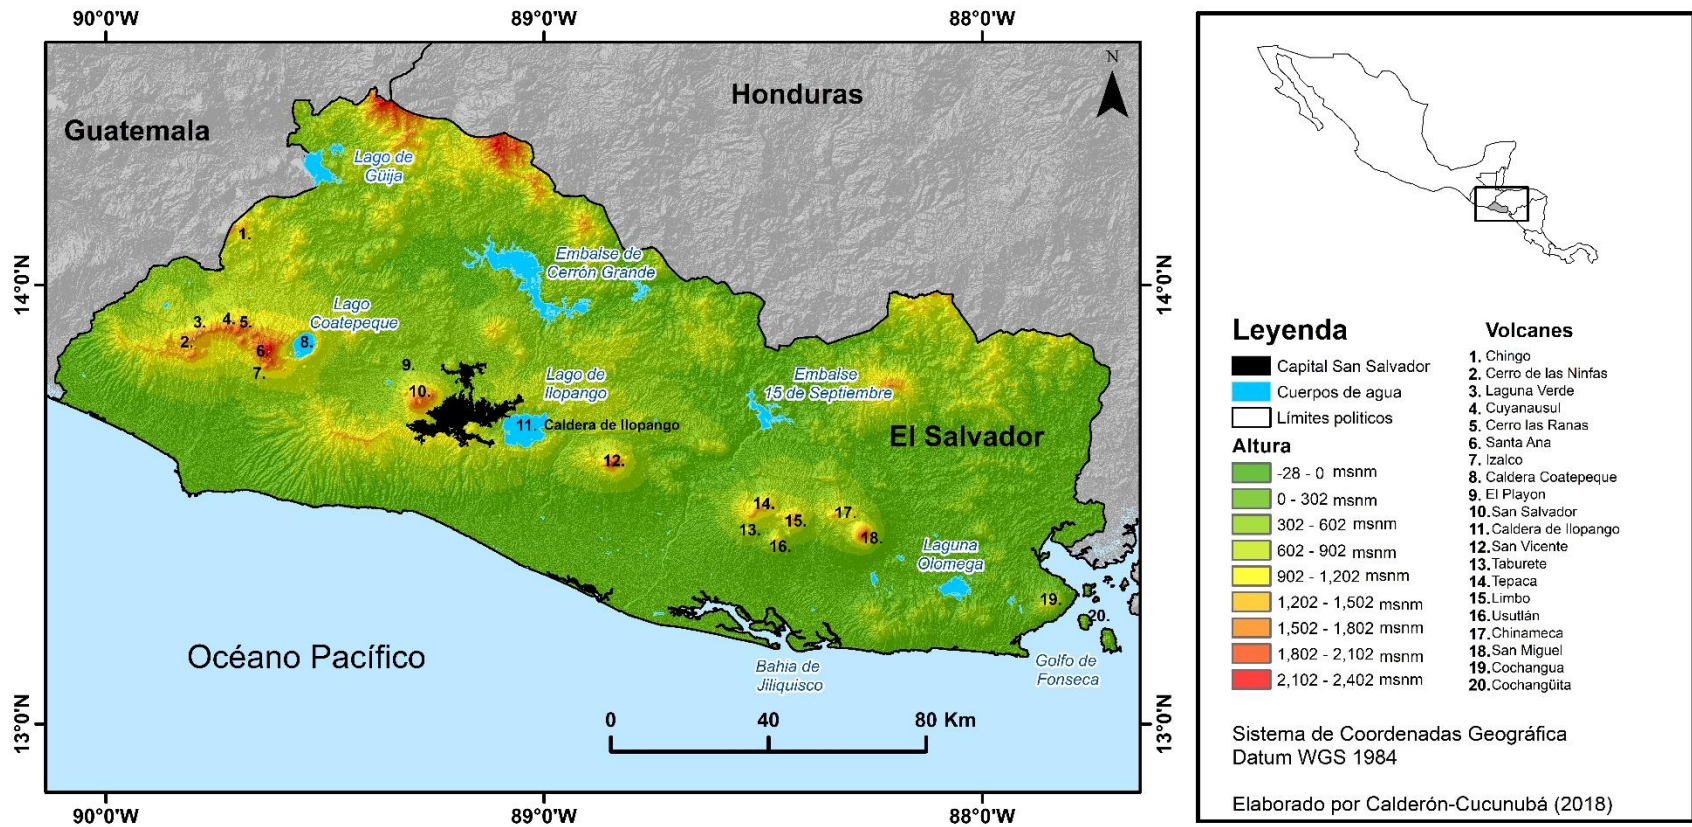 90°0'W
89°0'W
88°0'W
N
Honduras
Guatemala
Lago de
Güija
1.
Embalse de
Cerrón Grande
14°0'N
14°0'N
Lago
Coatepeque
3.
4.
5.
2.
6.
8.
7.
9.
10.
Lago de
Ilopango
Embalse
15 de Septiembre
11.
Caldera de Ilopango
El Salvador
12.
14.
13.
15.
16.
17.
18.
Laguna
Olomega
19.
20.
Océano Pacífico
Bahia de
Jiliquisco
Golfo de
Fonseca
13°0'N
13°0'N
0
40
80 Km
90°0'W
89°0'W
88°0'W
Leyenda
Capital San Salvador
Cuerpos de agua
Límites politicos
Altura
-28 - 0 msnm
0 - 302 msnm
302 - 602 msnm
602 - 902 msnm
902 - 1,202 msnm
1,202 - 1,502 msnm
1,502 - 1,802 msnm
1,802 - 2,102 msnm
2,102 - 2,402 msnm
Volcanes
1. Chingo
2. Cerro de las Ninfas
3. Laguna Verde
4. Cuyanausul
5. Cerro las Ranas
6. Santa Ana
7. Izalco
8. Caldera Coatepeque
9. El Playon
10. San Salvador
11. Caldera de Ilopango
12. San Vicente
13. Taburete
14. Tepaca
15. Limbo
16. Usutlán
17. Chinameca
18. San Miguel
19. Cochangua
20. Cochangüita
Sistema de Coordenadas Geográfica
Datum WGS 1984
Elaborado por Calderón-Cucunubá (2018)